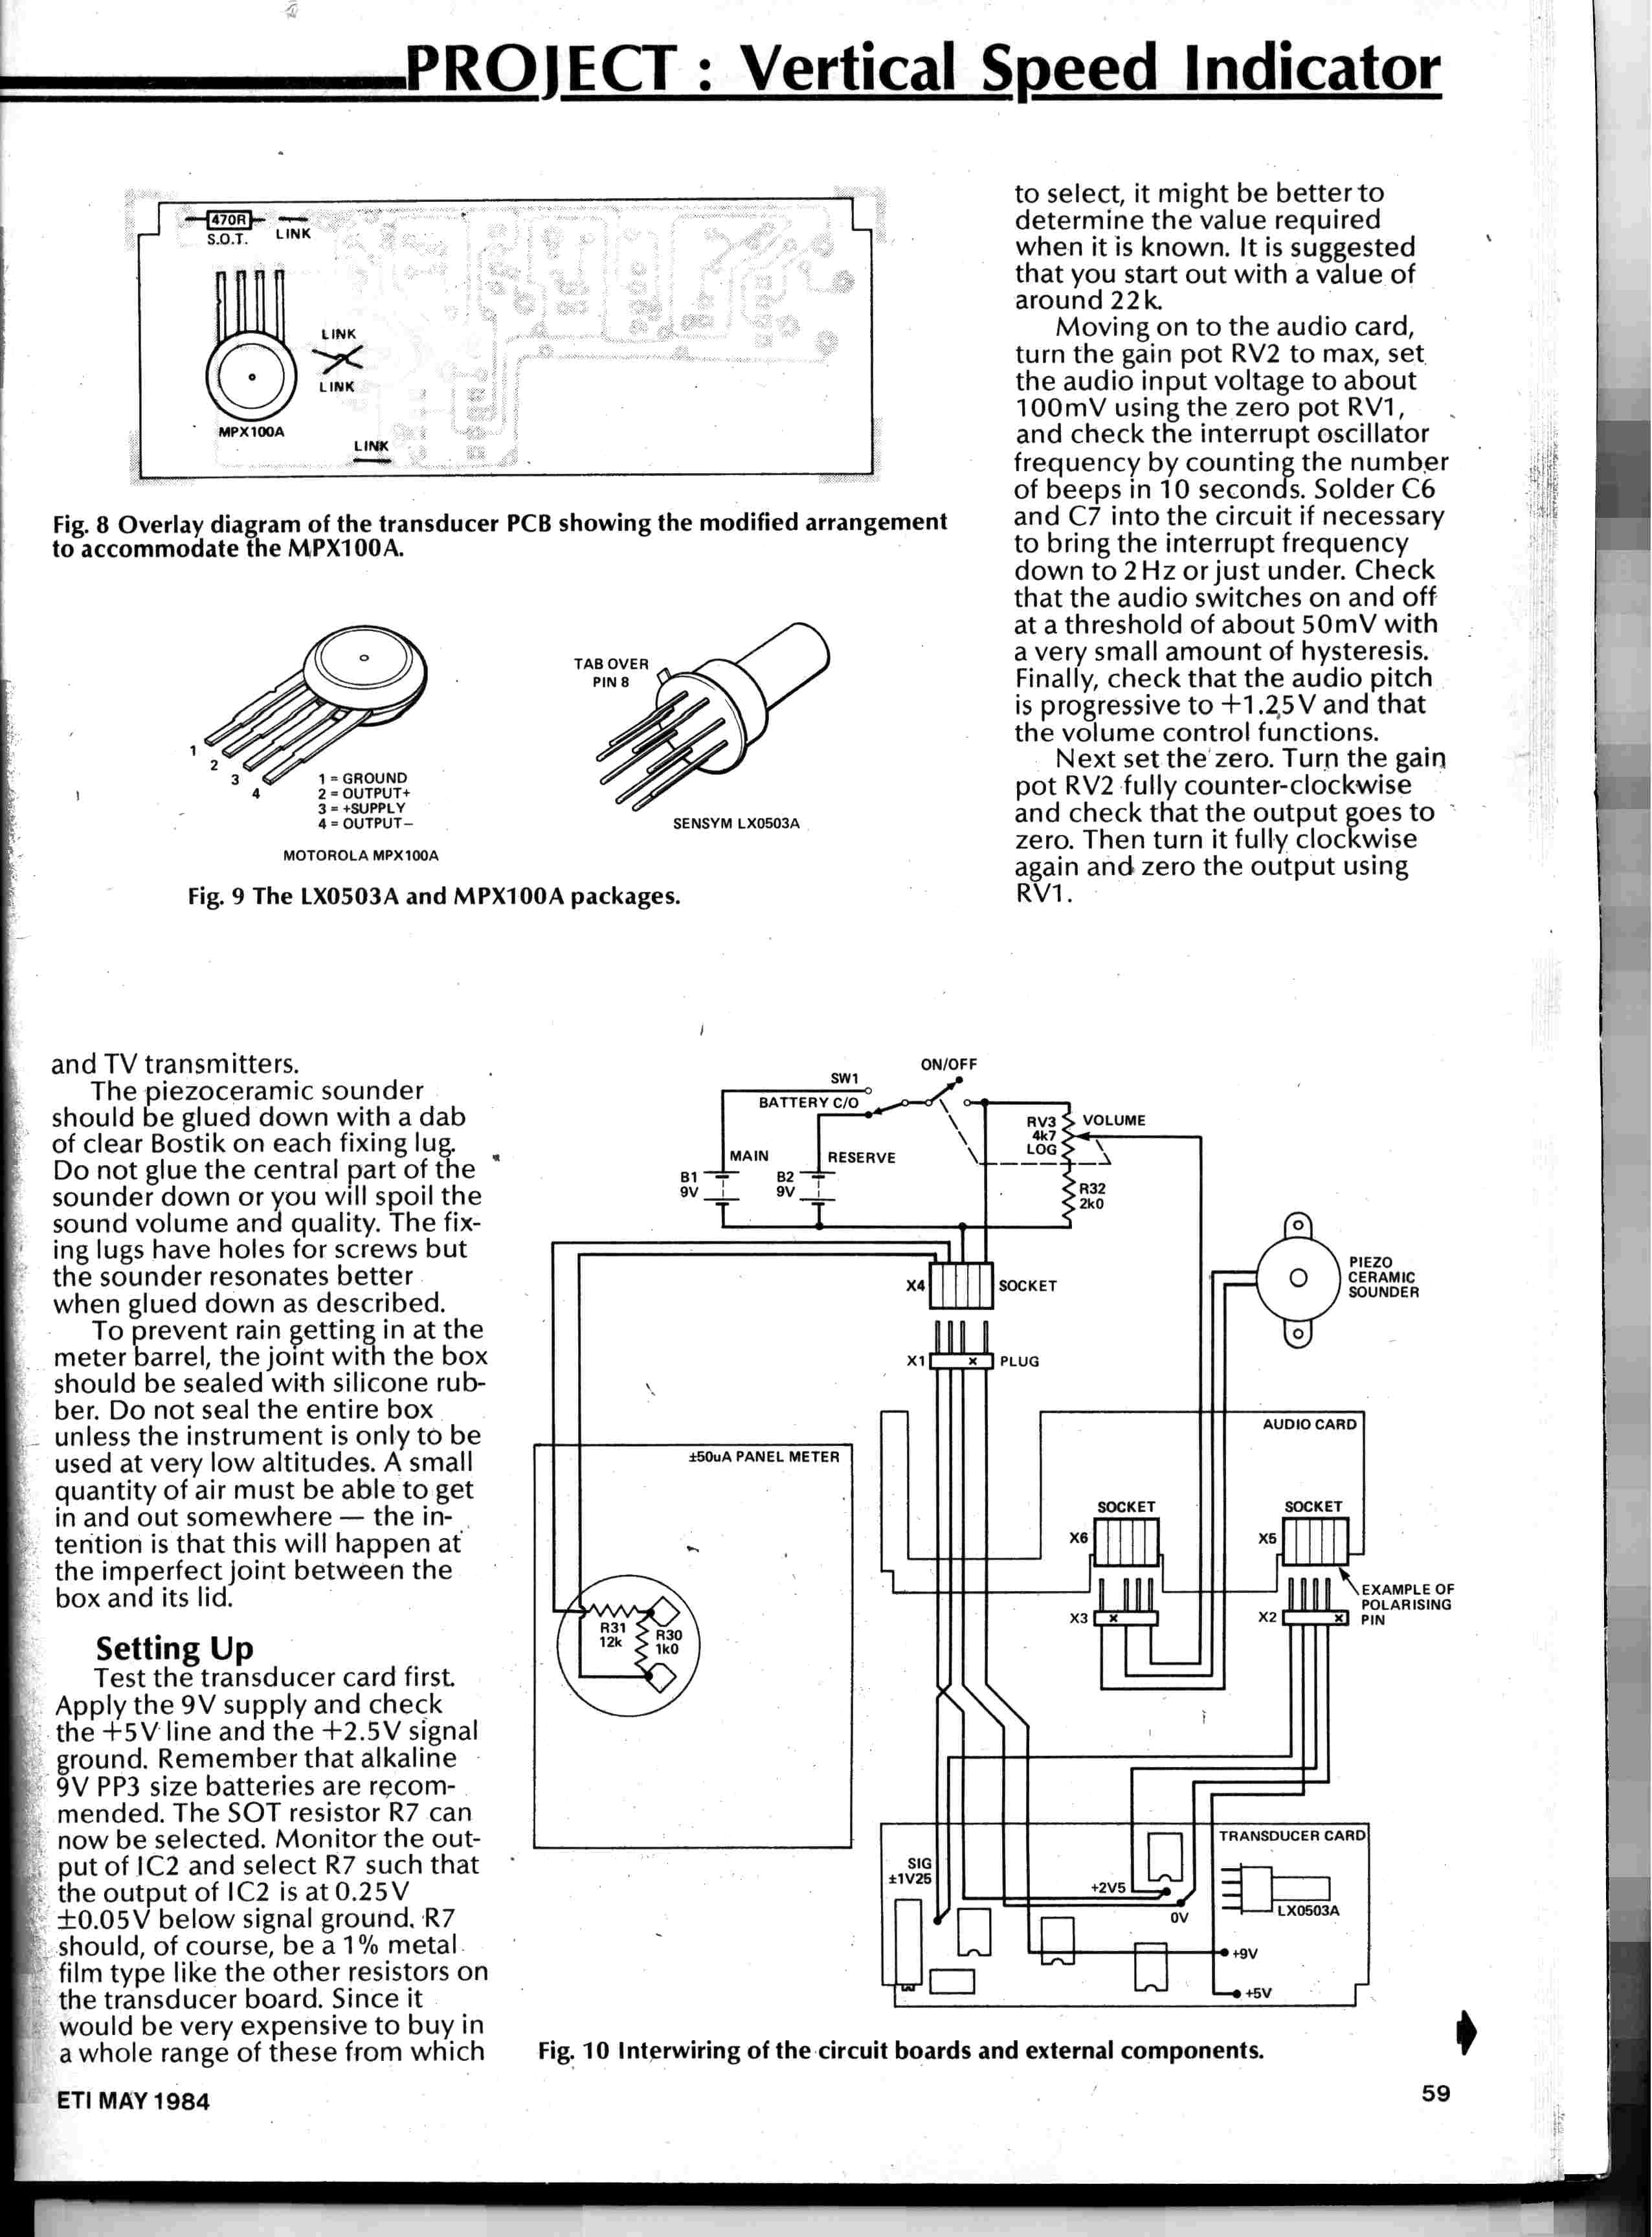 PROJECT : Vertical Speed Indicator
470R
S.O.T.
LINK
LINK
LINK
MPX100A
LINK
Fig. 8 Overlay diagram of the transducer PCB showing the modified arrangement
to accommodate the MPX100A.
TAB OVER
PIN 8
1
2
3
4
1 = GROUND
2 = OUTPUT+
3 = +SUPPLY
4 = OUTPUT−
MOTOROLA MPX100A
SENSYM LX0503A
Fig. 9 The LX0503A and MPX100A packages.
to select, it might be better to
determine the value required
when it is known. It is suggested
that you start out with a value of
around 22k.
Moving on to the audio card,
turn the gain pot RV2 to max, set
the audio input voltage to about
100mV using the zero pot RV1,
and check the interrupt oscillator
frequency by counting the number
of beeps in 10 seconds. Solder C6
and C7 into the circuit if necessary
to bring the interrupt frequency
down to 2Hz or just under. Check
that the audio switches on and off
at a threshold of about 50mV with
a very small amount of hysteresis.
Finally, check that the audio pitch
is progressive to +1.25V and that
the volume control functions.
Next set the zero. Turn the gain
pot RV2 fully counter-clockwise
and check that the output goes to
zero. Then turn it fully clockwise
again and zero the output using
RV1.
and TV transmitters.
The piezoceramic sounder
should be glued down with a dab
of clear Bostik on each fixing lug.
Do not glue the central part of the
sounder down or you will spoil the
sound volume and quality. The fix-
ing lugs have holes for screws but
the sounder resonates better
when glued down as described.
To prevent rain getting in at the
meter barrel, the joint with the box
should be sealed with silicone rub-
ber. Do not seal the entire box
unless the instrument is only to be
used at very low altitudes. A small
quantity of air must be able to get
in and out somewhere — the in-
tention is that this will happen at
the imperfect joint between the
box and its lid.
Setting Up
Test the transducer card first.
Apply the 9V supply and check
the +5V line and the +2.5V signal
ground. Remember that alkaline
9V PP3 size batteries are recom-
mended. The SOT resistor R7 can
now be selected. Monitor the out-
put of IC2 and select R7 such that
the output of IC2 is at 0.25V
±0.05V below signal ground. R7
should, of course, be a 1% metal
film type like the other resistors on
the transducer board. Since it
would be very expensive to buy in
a whole range of these from which
ON/OFF
SW1
BATTERY C/O
RV3
4k7
LOG
VOLUME
MAIN
RESERVE
B1
9V
B2
9V
R32
2k0
X4
SOCKET
PIEZO
CERAMIC
SOUNDER
X1
x
PLUG
AUDIO CARD
±50uA PANEL METER
SOCKET
SOCKET
X6
X5
EXAMPLE OF
POLARISING
PIN
X3
x
X2
x
R31
12k
R30
1k0
TRANSDUCER CARD
SIG
±1V25
+2V5
0V
LX0503A
+9V
+5V
Fig. 10 Interwiring of the circuit boards and external components.
ETI MAY 1984
59